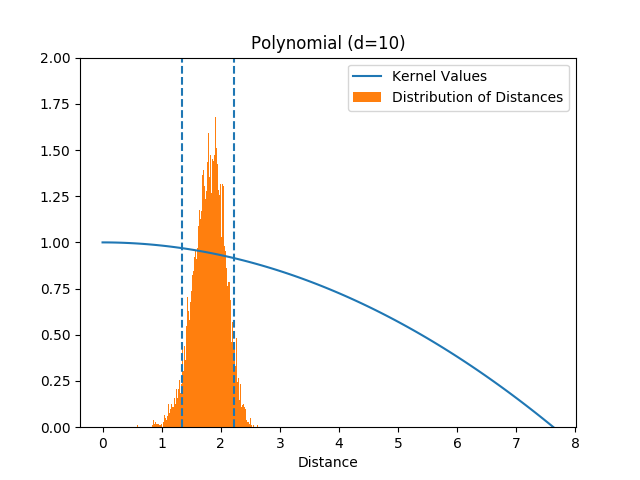 Polynomial (d=10)
Kernel Values
Distribution of Distances
2.00
1.75
1.50
1.25
1.00
0.75
0.50
0.25
0.00
0 1 2 3 4 5 6 7 8
Distance